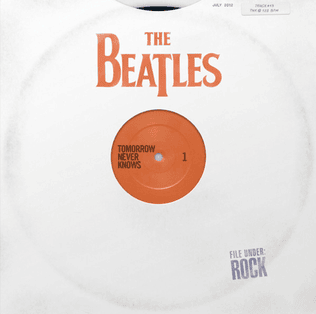 THE
BEATLES
TOMORROW
NEVER
KNOWS
1
FILE UNDER:
ROCK